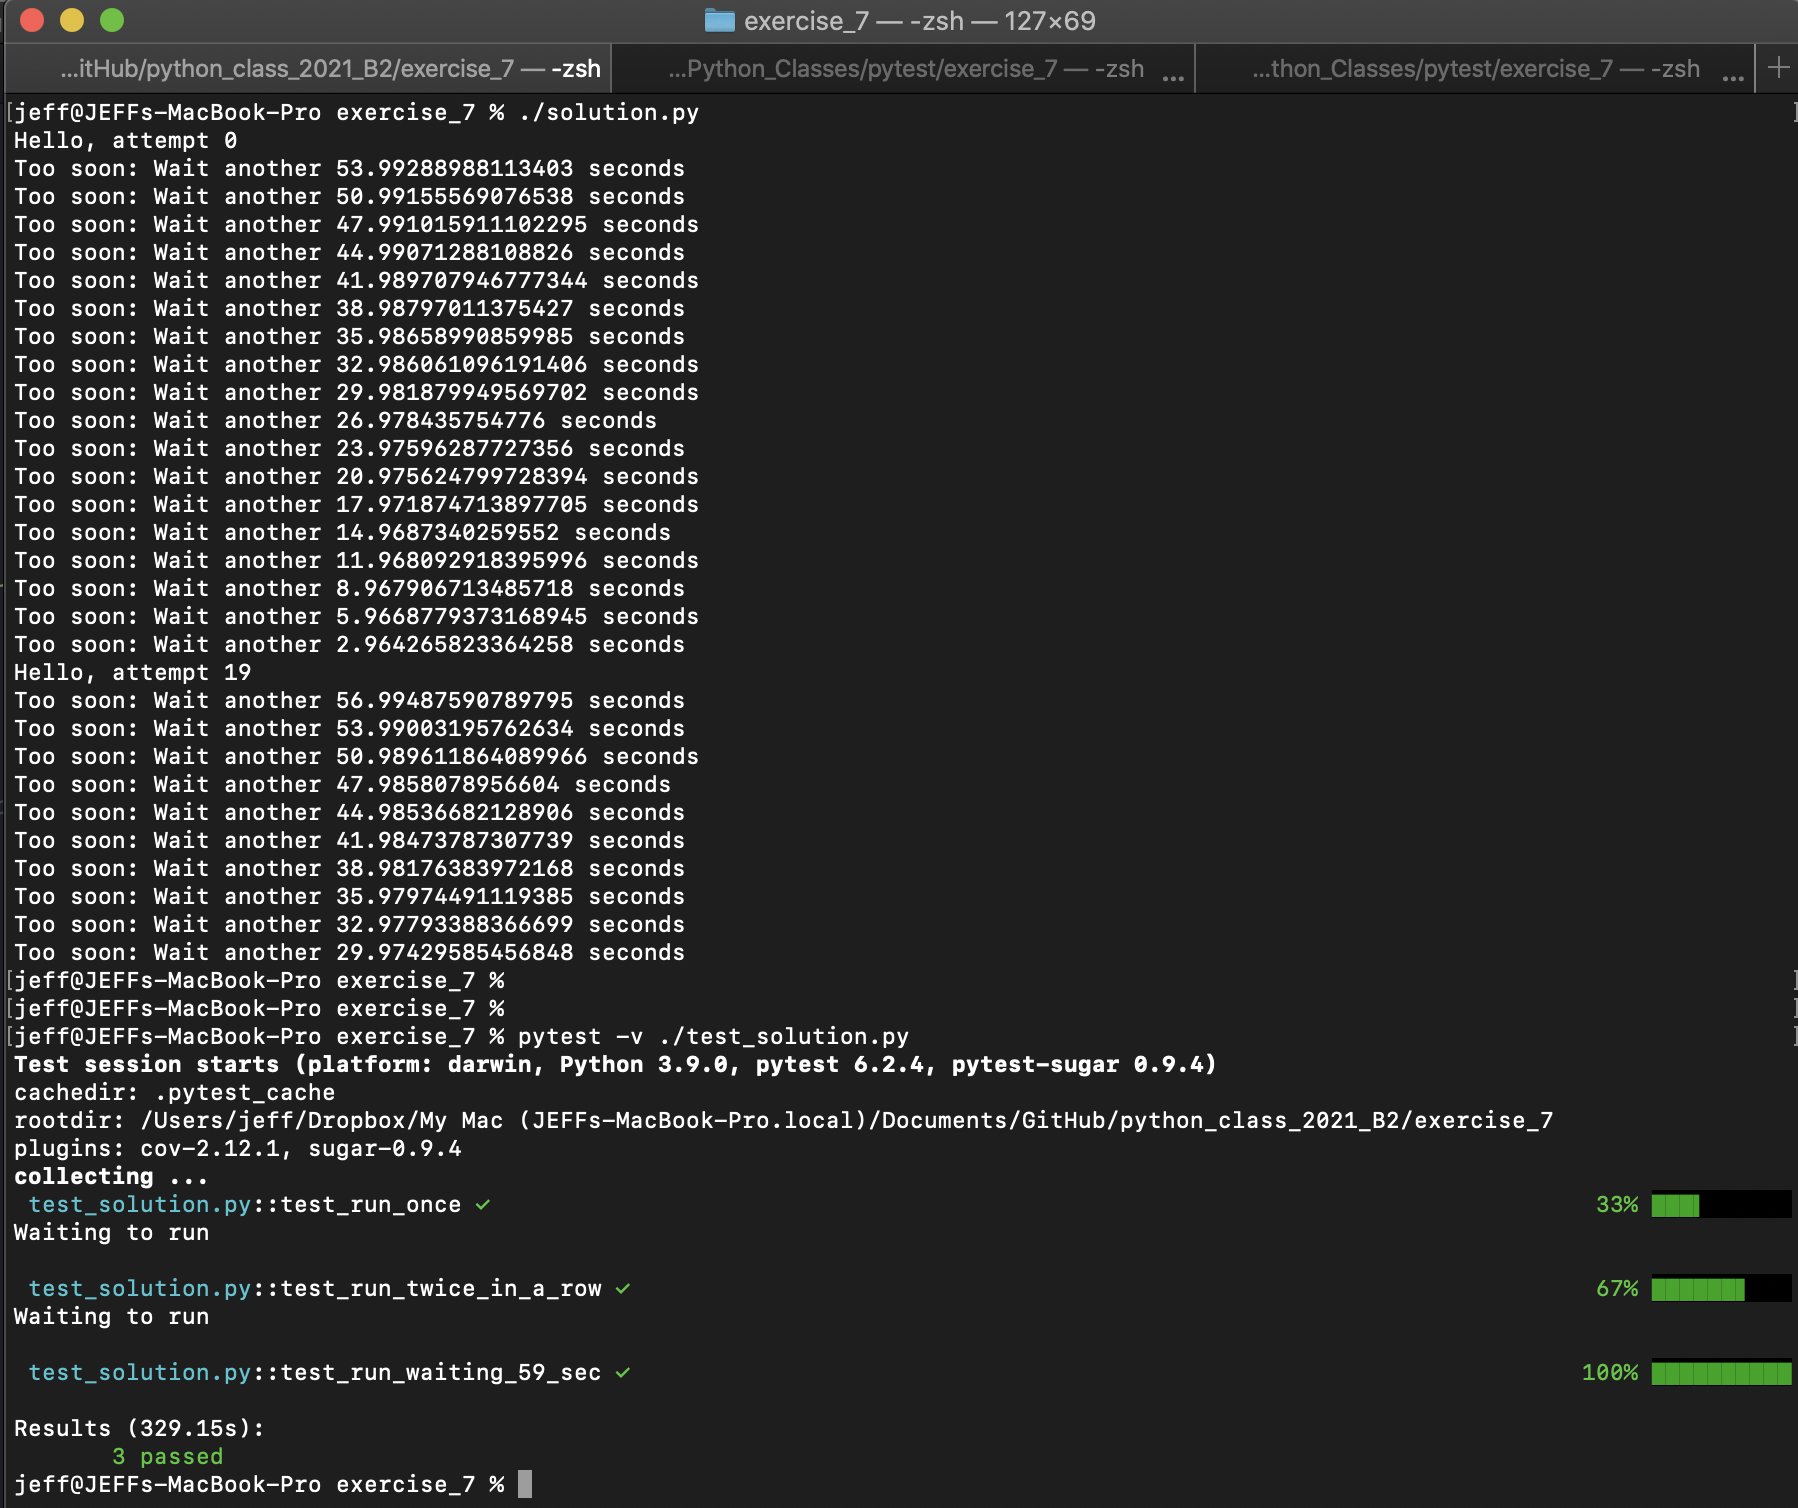 exercise_7 — -zsh — 127×69
...itHub/python_class_2021_B2/exercise_7 — -zsh
...Python_Classes/pytest/exercise_7 — -zsh ...
...thon_Classes/pytest/exercise_7 — -zsh ...
[jeff@JEFFs-MacBook-Pro exercise_7 % ./solution.py ]
Hello, attempt 0
Too soon: Wait another 53.99288988113403 seconds
Too soon: Wait another 50.99155569076538 seconds
Too soon: Wait another 47.991015911102295 seconds
Too soon: Wait another 44.99071288108826 seconds
Too soon: Wait another 41.989707946777344 seconds
Too soon: Wait another 38.98797011375427 seconds
Too soon: Wait another 35.98658990859985 seconds
Too soon: Wait another 32.986061096191406 seconds
Too soon: Wait another 29.981879949569702 seconds
Too soon: Wait another 26.978435754776 seconds
Too soon: Wait another 23.97596287727356 seconds
Too soon: Wait another 20.975624799728394 seconds
Too soon: Wait another 17.971874713897705 seconds
Too soon: Wait another 14.9687340259552 seconds
Too soon: Wait another 11.968092918395996 seconds
Too soon: Wait another 8.967906713485718 seconds
Too soon: Wait another 5.9668779373168945 seconds
Too soon: Wait another 2.964265823364258 seconds
Hello, attempt 19
Too soon: Wait another 56.99487590789795 seconds
Too soon: Wait another 53.99003195762634 seconds
Too soon: Wait another 50.989611864089966 seconds
Too soon: Wait another 47.9858078956604 seconds
Too soon: Wait another 44.98536682128906 seconds
Too soon: Wait another 41.98473787307739 seconds
Too soon: Wait another 38.98176383972168 seconds
Too soon: Wait another 35.97974491119385 seconds
Too soon: Wait another 32.97793388366699 seconds
Too soon: Wait another 29.97429585456848 seconds
[jeff@JEFFs-MacBook-Pro exercise_7 % ]
[jeff@JEFFs-MacBook-Pro exercise_7 % ]
[jeff@JEFFs-MacBook-Pro exercise_7 % pytest -v ./test_solution.py ]
Test session starts (platform: darwin, Python 3.9.0, pytest 6.2.4, pytest-sugar 0.9.4)
cachedir: .pytest_cache
rootdir: /Users/jeff/Dropbox/My Mac (JEFFs-MacBook-Pro.local)/Documents/GitHub/python_class_2021_B2/exercise_7
plugins: cov-2.12.1, sugar-0.9.4
collecting ...
test_solution.py::test_run_once ✓ 33%
Waiting to run
test_solution.py::test_run_twice_in_a_row ✓ 67%
Waiting to run
test_solution.py::test_run_waiting_59_sec ✓ 100%
Results (329.15s):
3 passed
jeff@JEFFs-MacBook-Pro exercise_7 %